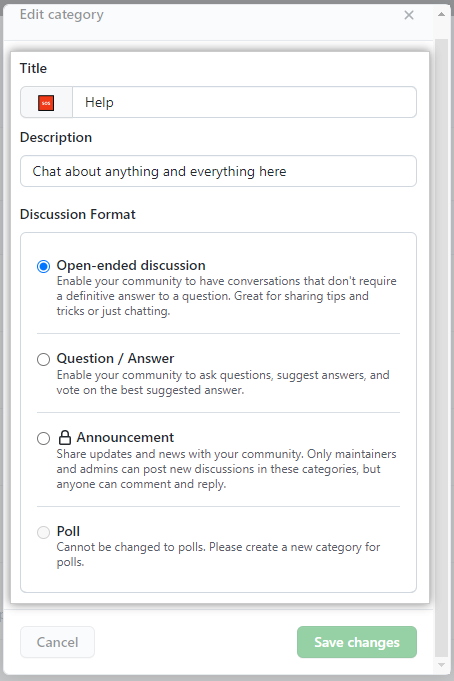 Edit category
Title
SOS
Help
Description
Chat about anything and everything here
Discussion Format
Open-ended discussion
Enable your community to have conversations that don't require
a definitive answer to a question. Great for sharing tips and
tricks or just chatting.
Question / Answer
Enable your community to ask questions, suggest answers, and
vote on the best suggested answer.
Announcement
Share updates and news with your community. Only maintainers
and admins can post new discussions in these categories, but
anyone can comment and reply.
Poll
Cannot be changed to polls. Please create a new category for
polls.
Cancel
Save changes